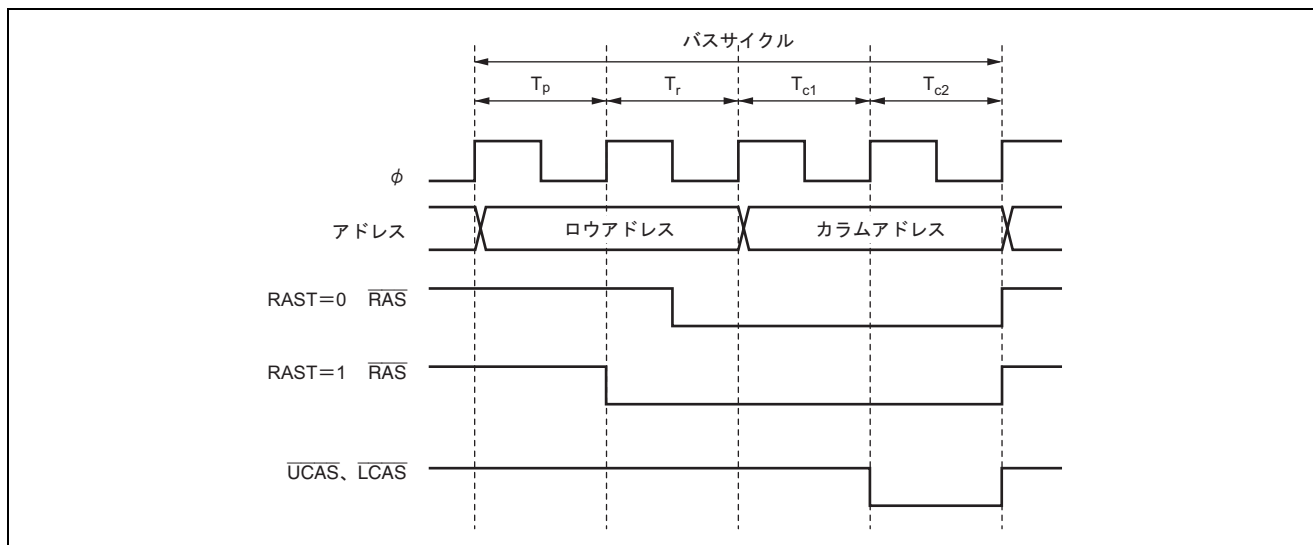 バスサイクル
Tp Tr Tc1 Tc2
φ
アドレス ロウアドレス カラムアドレス
RAST=0 RAS
RAST=1 RAS
UCAS、LCAS